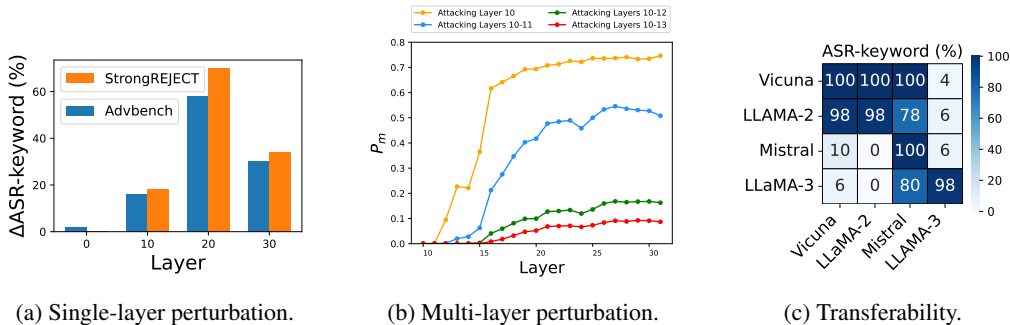 ΔASR-keyword (%)
60
40
20
0
StrongREJECT
Advbench
0 10 20 30
Layer
(a) Single-layer perturbation.
Attacking Layer 10
Attacking Layers 10-11
Attacking Layers 10-12
Attacking Layers 10-13
P_m
0.8
0.7
0.6
0.5
0.4
0.3
0.2
0.1
0.0
10 15 20 25 30
Layer
(b) Multi-layer perturbation.
ASR-keyword (%)
Vicuna 100 100 100 4
LLAMA-2 98 98 78 6
Mistral 10 0 100 6
LLaMA-3 6 0 80 98
Vicuna LLaMA-2 Mistral LLAMA-3
100
80
60
40
20
0
(c) Transferability.